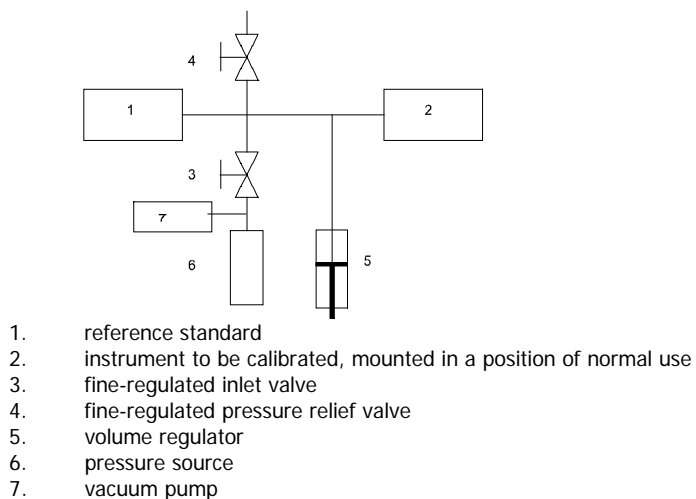 4
1
2
3
7
6
5
1. reference standard
2. instrument to be calibrated, mounted in a position of normal use
3. fine-regulated inlet valve
4. fine-regulated pressure relief valve
5. volume regulator
6. pressure source
7. vacuum pump